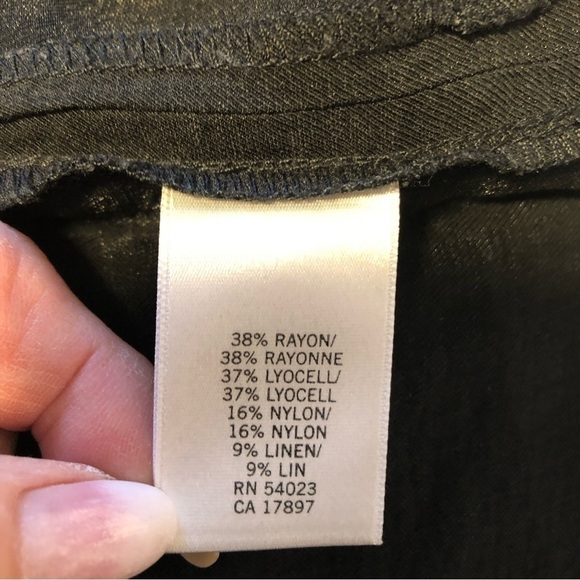 38% RAYON/
38% RAYONNE
37% LYOCELL/
37% LYOCELL
16% NYLON/
16% NYLON
9% LINEN/
9% LIN
RN 54023
CA 17897